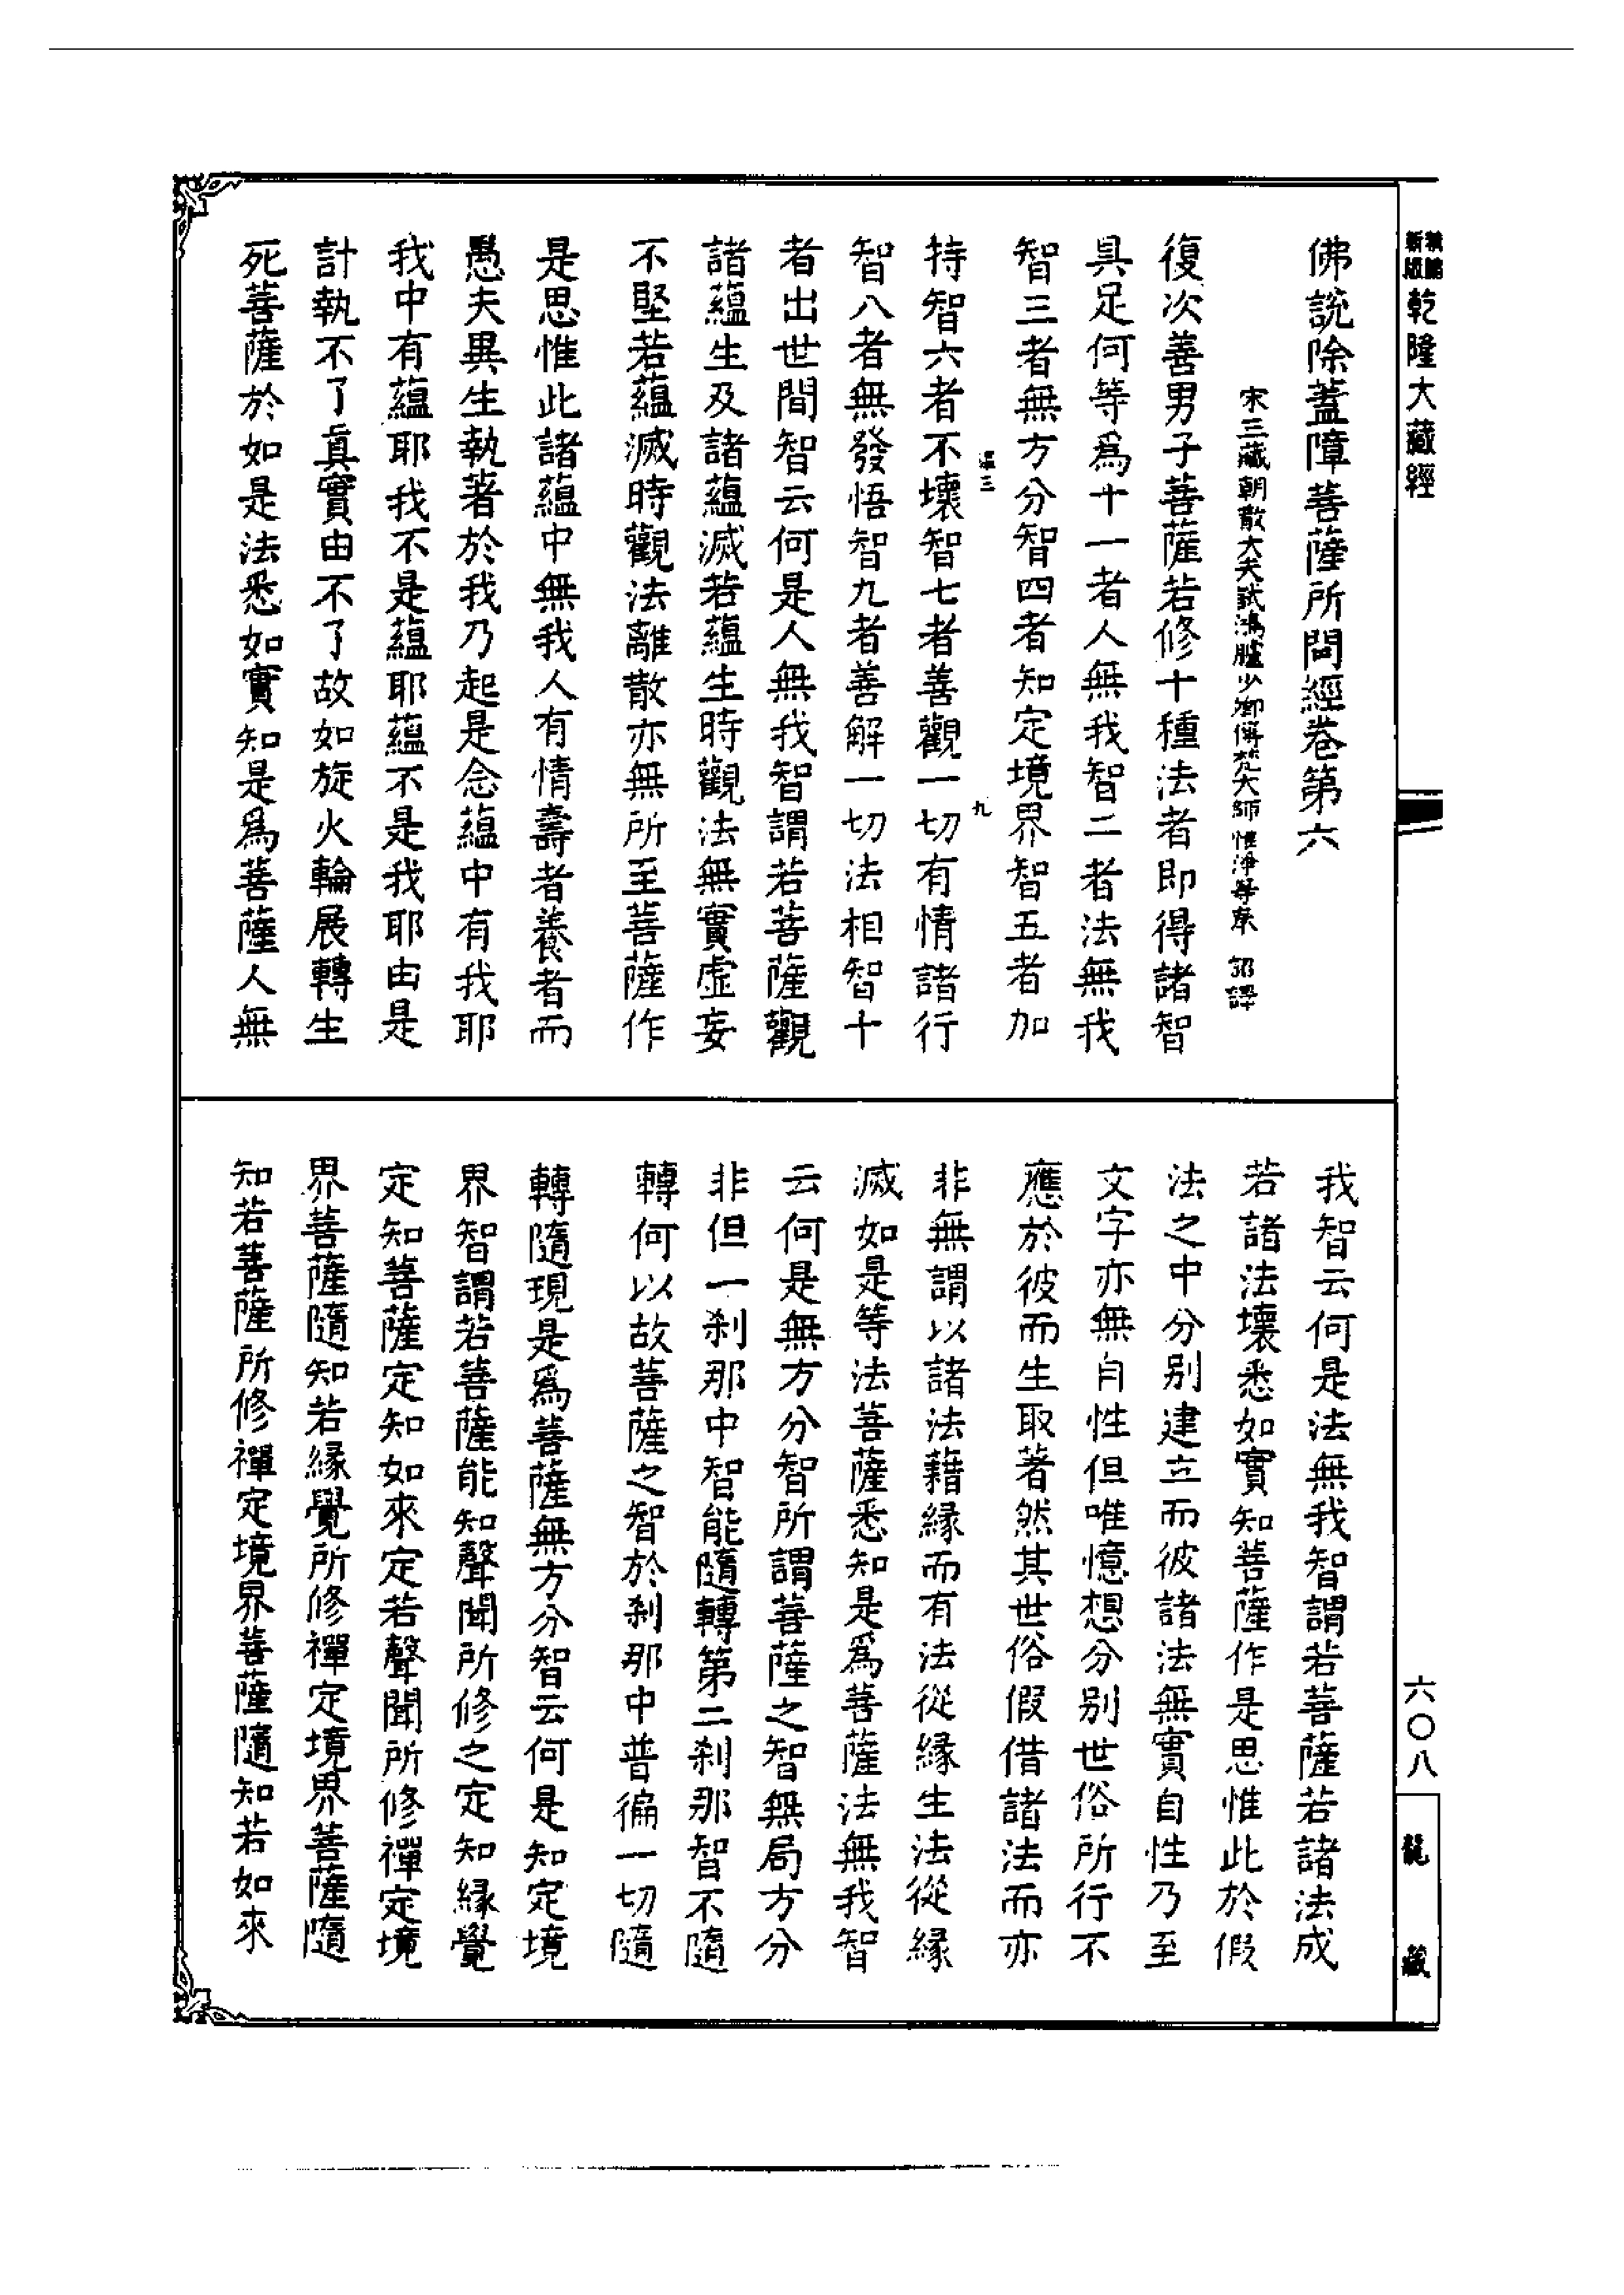 新版
乾隆大藏經
佛說除蓋障菩薩所問經卷第六
宋三藏朝散大夫試鴻臚少卿傳梵大師惟淨等奉 詔譯
復次善男子菩薩若修十種法者即得諸智
具足何等爲十一者人無我智二者法無我
智三者無方分智四者知定境界智五者加
九
持智六者不壞智七者善觀一切有情諸行
智八者無發悟智九者善解一切法相智十
者出世間智云何是人無我智謂若菩薩觀
諸蘊生及諸蘊滅若蘊生時觀法無實虛妄
不堅若蘊滅時觀法離散亦無所至菩薩作
是思惟此諸蘊中無我人有情壽者養者而
愚夫異生執著於我乃起是念蘊中有我耶
我中有蘊耶我不是蘊耶蘊不是我耶由是
計執不了真實由不了故如旋火輪展轉生
死菩薩於如是法悉如實知是爲菩薩人無
我智云何是法無我智謂若菩薩若諸法成
若諸法壞悉如實知菩薩作是思惟此於假
法之中分别建立而彼諸法無實自性乃至
文字亦無自性但唯憶想分别世俗所行不
應於彼而生取著然其世俗假借諸法而亦
非無謂以諸法藉緣而有法從緣生法從緣
滅如是等法菩薩悉知是爲菩薩法無我智
云何是無方分智所謂菩薩之智無局方分
非但一刹那中智能隨轉第二刹那智不隨
轉何以故菩薩之智於刹那中普徧一切隨
轉隨現是爲菩薩無方分智云何是知定境
界智謂若菩薩能知聲聞所修之定知緣覺
定知菩薩定知如來定若聲聞所修禪定境
界菩薩隨知若緣覺所修禪定境界菩薩隨
知若菩薩所修禪定境界菩薩隨知若如來
六〇八
龍藏